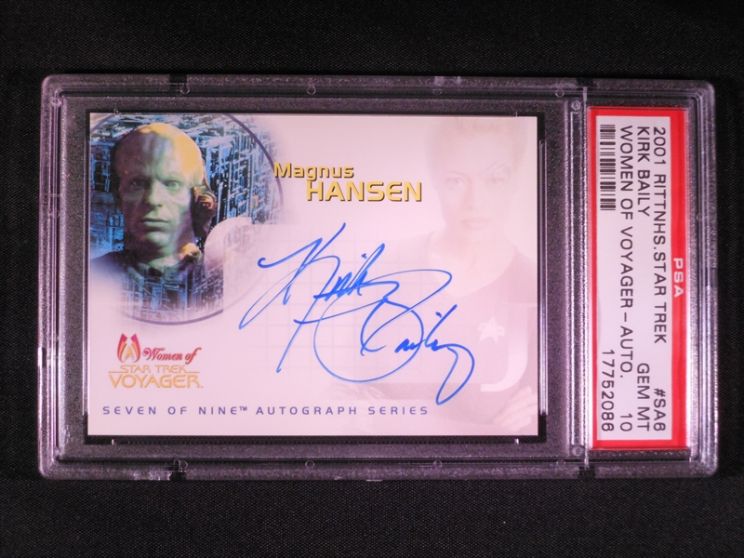 Magnus
HANSEN
Kirk Baily
Women of
STAR TREK
VOYAGER™
SEVEN OF NINE™ AUTOGRAPH SERIES
PSA
2001 RITTNHS.STAR TREK #SA6
KIRK BAILY GEM MT
WOMEN OF VOYAGER-AUTO. 10
17752086